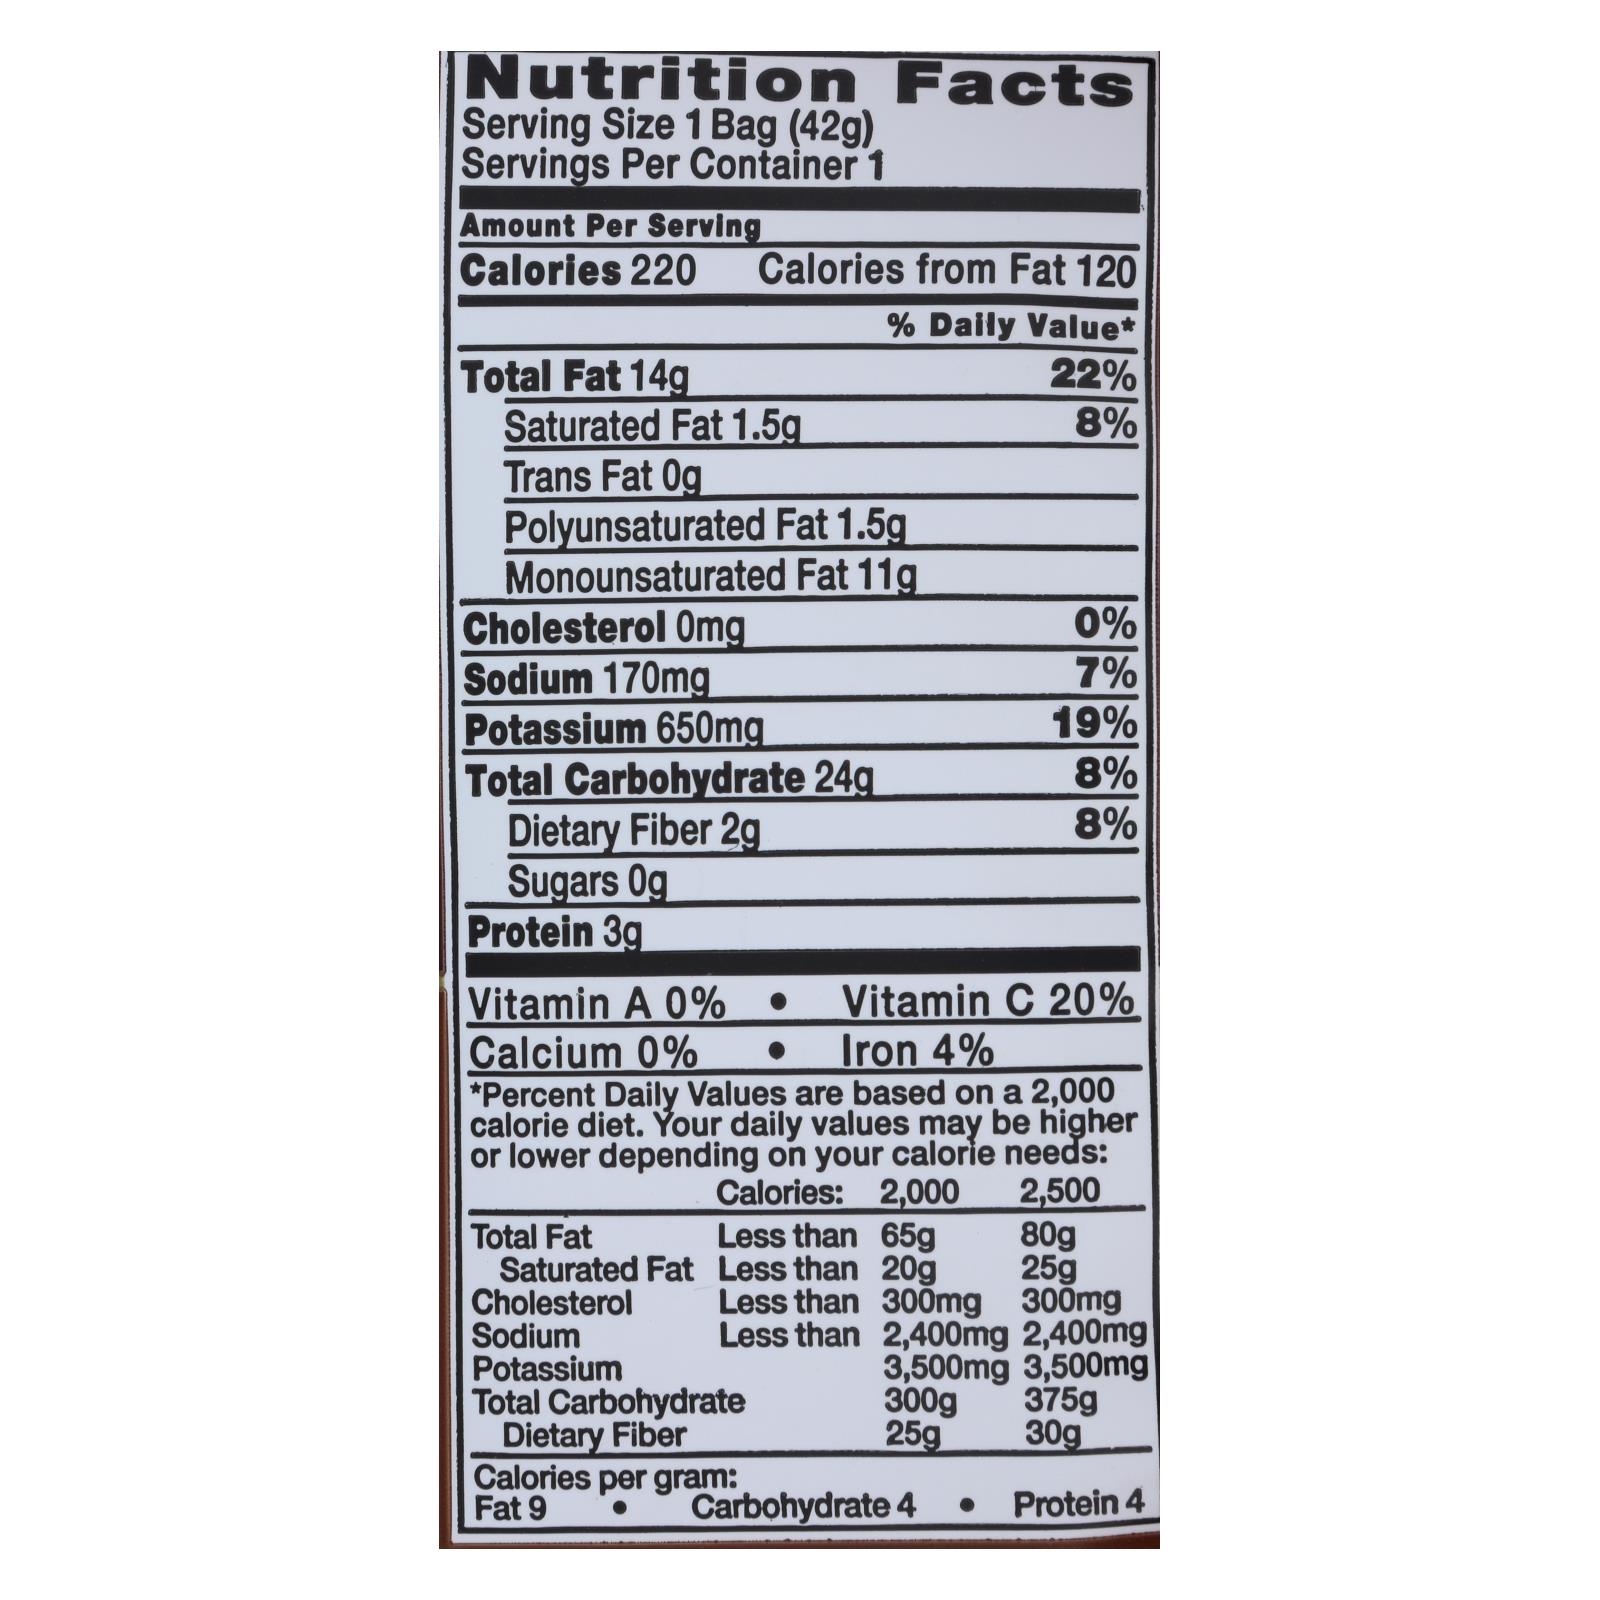 Nutrition Facts
Serving Size 1 Bag (42g)
Servings Per Container 1
Amount Per Serving
Calories 220 Calories from Fat 120
% Daily Value*
Total Fat 14g 22%
Saturated Fat 1.5g 8%
Trans Fat 0g
Polyunsaturated Fat 1.5g
Monounsaturated Fat 11g
Cholesterol 0mg 0%
Sodium 170mg 7%
Potassium 650mg 19%
Total Carbohydrate 24g 8%
Dietary Fiber 2g 8%
Sugars 0g
Protein 3g
Vitamin A 0% • Vitamin C 20%
Calcium 0% • Iron 4%
*Percent Daily Values are based on a 2,000
calorie diet. Your daily values may be higher
or lower depending on your calorie needs:
Calories: 2,000 2,500
Total Fat Less than 65g 80g
Saturated Fat Less than 20g 25g
Cholesterol Less than 300mg 300mg
Sodium Less than 2,400mg 2,400mg
Potassium 3,500mg 3,500mg
Total Carbohydrate 300g 375g
Dietary Fiber 25g 30g
Calories per gram:
Fat 9 • Carbohydrate 4 • Protein 4